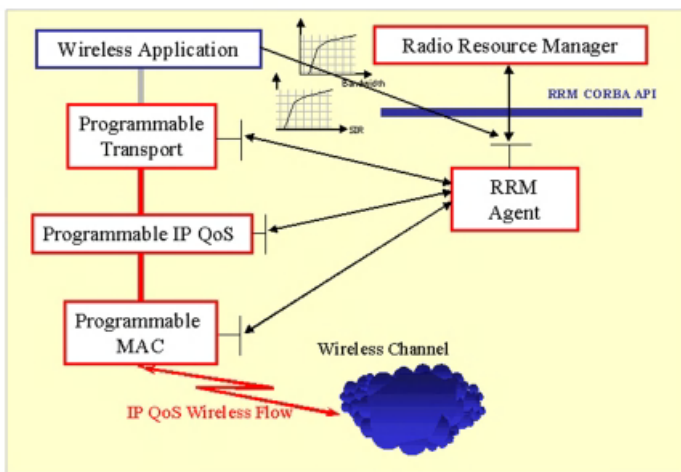 Wireless Application
Radio Resource Manager
Bandwidth
RRM CORBA API
SIR
Programmable
Transport
RRM
Agent
Programmable IP QoS
Programmable
MAC
Wireless Channel
IP QoS Wireless Flow